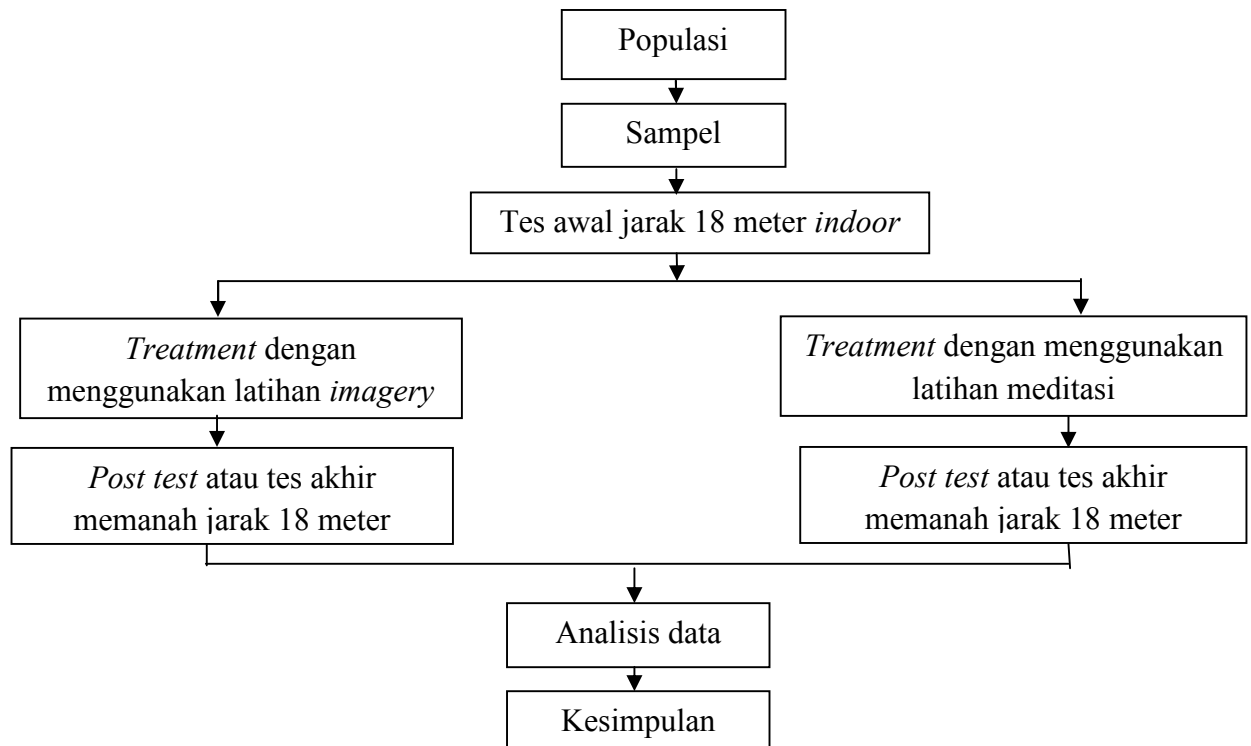 Populasi
Sampel
Tes awal jarak 18 meter indoor
Treatment dengan
menggunakan latihan imagery
Treatment dengan menggunakan
latihan meditasi
Post test atau tes akhir
memanah jarak 18 meter
Post test atau tes akhir
memanah jarak 18 meter
Analisis data
Kesimpulan